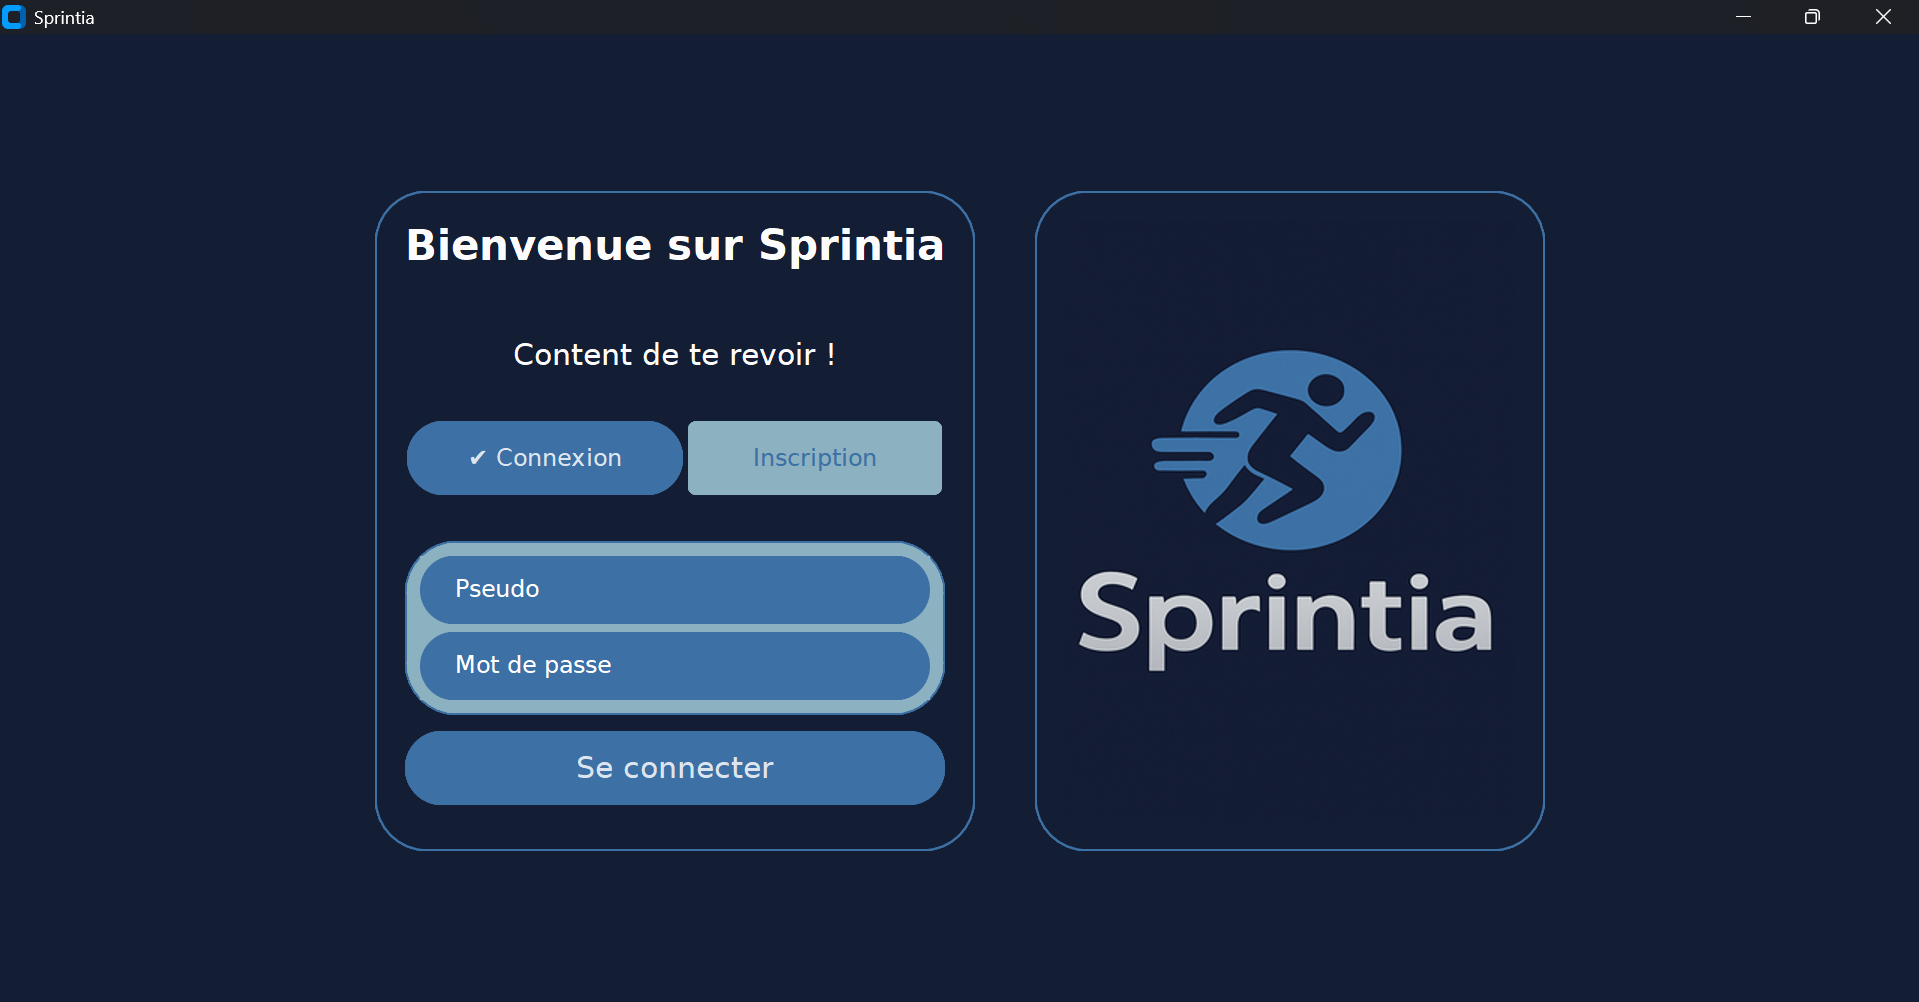 Sprintia
Bienvenue sur Sprintia
Content de te revoir !
✔ Connexion
Inscription
Pseudo
Mot de passe
Se connecter
Sprintia